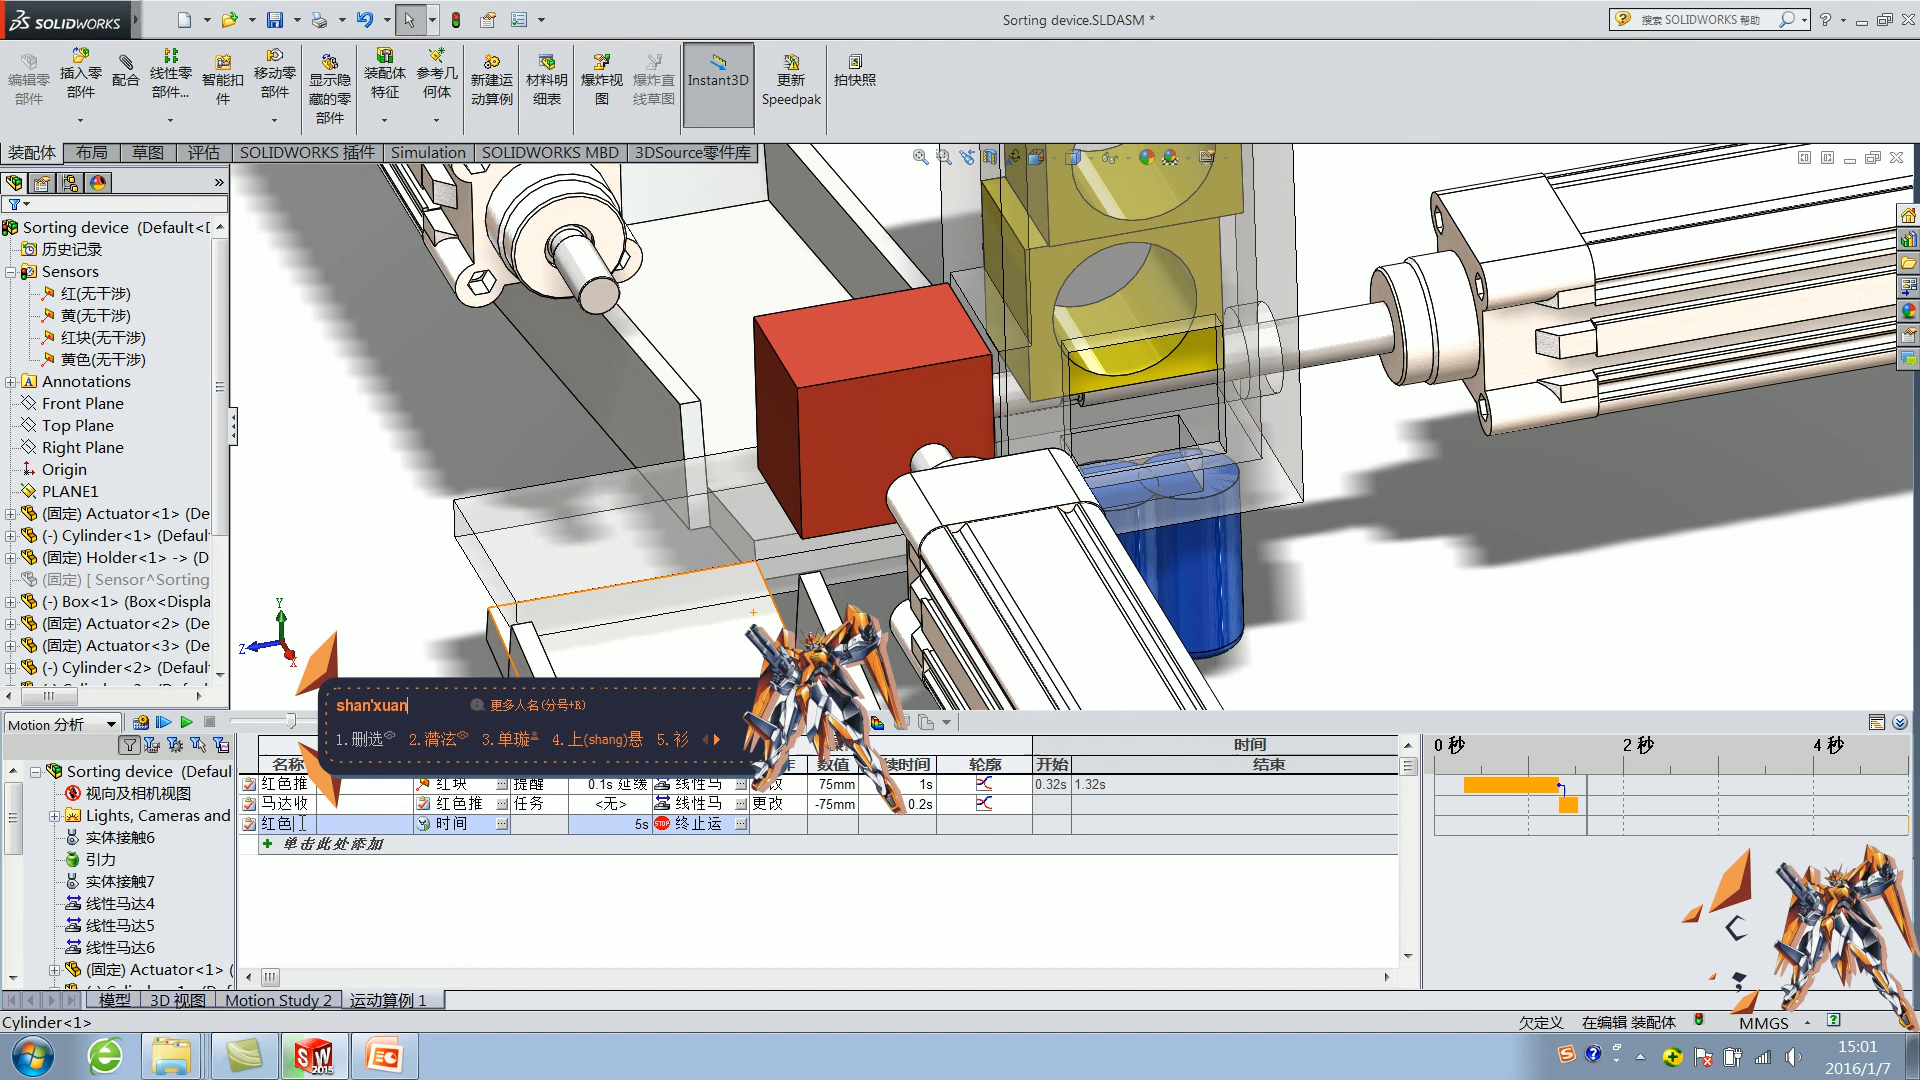 SOLIDWORKS
Sorting device.SLDASM *
搜索 SOLIDWORKS 帮助
编辑零部件
插入零部件
配合
线性零部件...
智能扣件
移动零部件
显示隐藏的零部件
装配体特征
参考几何体
新建运动算例
材料明细表
爆炸视图
爆炸直线草图
Instant3D
更新 Speedpak
拍快照
装配体 布局 草图 评估 SOLIDWORKS 插件 Simulation SOLIDWORKS MBD 3DSource零件库
Sorting device (Default<D
历史记录
Sensors
红(无干涉)
黄(无干涉)
红块(无干涉)
黄色(无干涉)
Annotations
Front Plane
Top Plane
Right Plane
Origin
PLANE1
(固定) Actuator<1> (De
(-) Cylinder<1> (Defaul
(固定) Holder<1> -> (D
(固定) [ Sensor^Sorting
(-) Box<1> (Box<Displa
(固定) Actuator<2> (De
(固定) Actuator<3> (De
(-) Cylinder<2> (Defaul
Y
Z
X
shan'xuan 更多人名(分号+R)
1.删选 2.蔳泫 3.单璇 4.上(shang)悬 5.衫
Motion 分析
Sorting device (Defaul
视向及相机视图
Lights, Cameras and
实体接触6
引力
实体接触7
线性马达4
线性马达5
线性马达6
(固定) Actuator<1> (
时间
名称 数值 续时间 轮廓 开始 结束
红色推 红块 提醒 0.1s 延缓 线性马 改 75mm 1s 0.32s 1.32s
马达收 红色推 任务 <无> 线性马 更改 -75mm 0.2s
红色 时间 5s STOP 终止运
单击此处添加
0 秒 2 秒 4 秒
模型 3D 视图 Motion Study 2 运动算例 1
Cylinder<1>
欠定义 在编辑 装配体 MMGS
SW 2015
15:01
2016/1/7